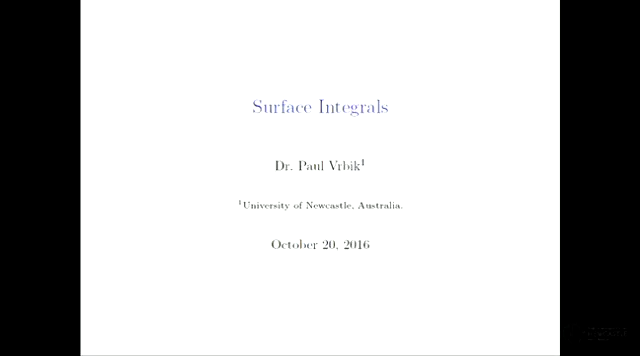 Surface Integrals
Dr. Paul Vrbik¹
¹University of Newcastle, Australia.
October 20, 2016